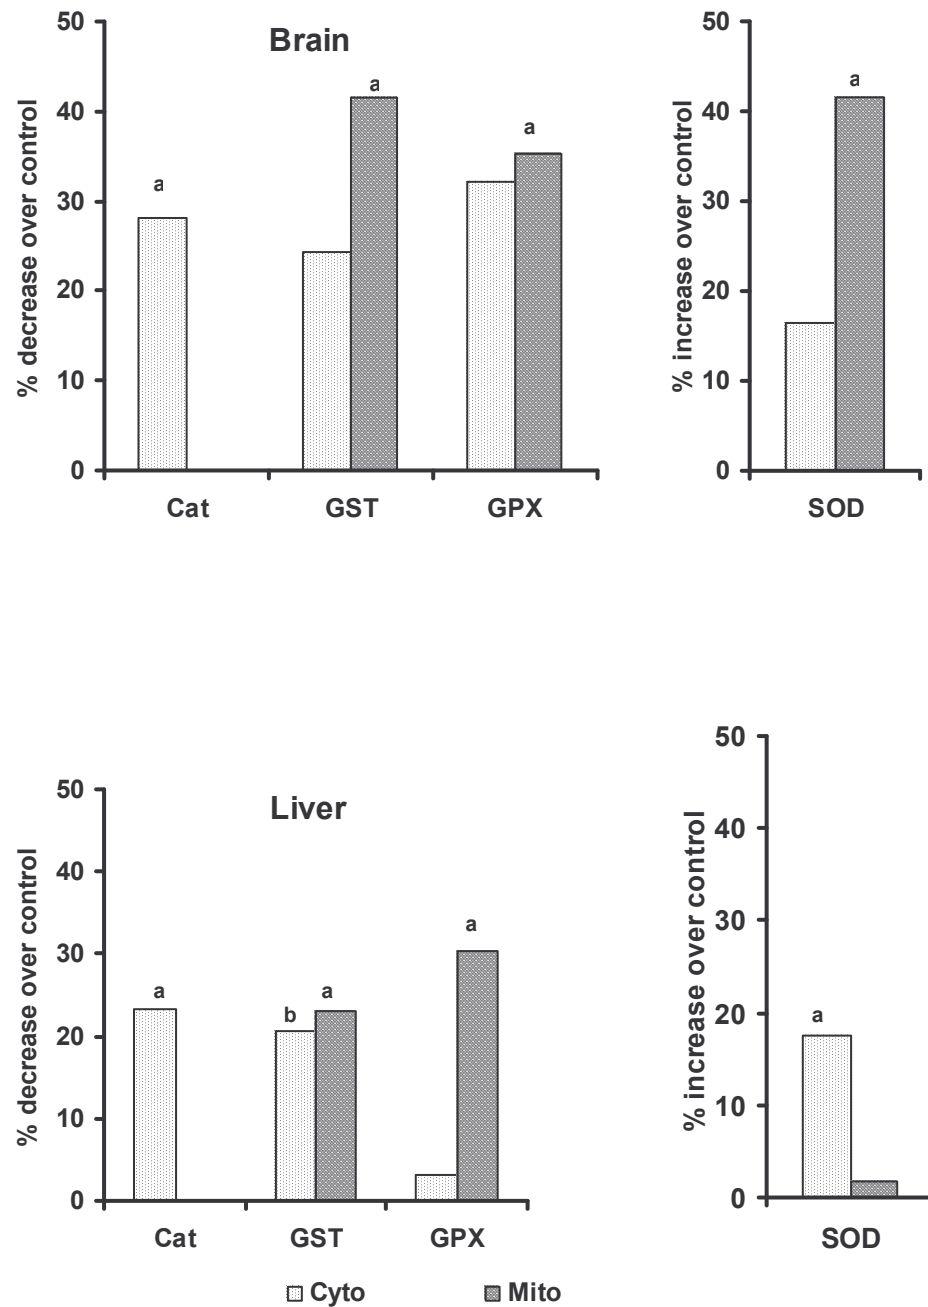 Brain
% decrease over control
50
40
30
20
10
0
a
a
a
Cat GST GPX
% increase over control
50
40
30
20
10
0
a
SOD
Liver
% decrease over control
50
40
30
20
10
0
a
b
a
a
Cat GST GPX
% increase over control
50
40
30
20
10
0
a
SOD
Cyto Mito